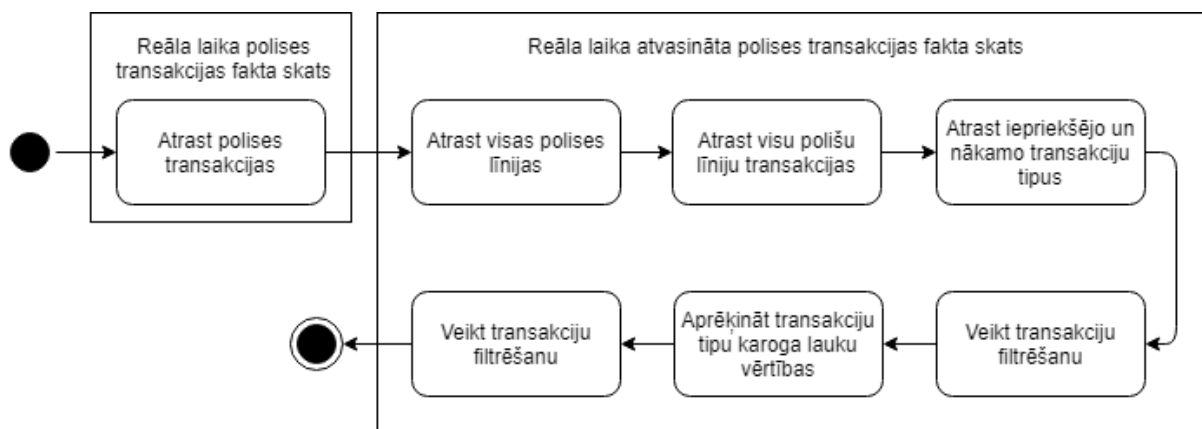 Reāla laika polises
transakcijas fakta skats
Atrast polises
transakcijas
Reāla laika atvasināta polises transakcijas fakta skats
Atrast visas polises
līnijas
Atrast visu polišu
līniju transakcijas
Atrast iepriekšējo un
nākamo transakciju
tipus
Veikt transakciju
filtrēšanu
Aprēķināt transakciju
tipu karoga lauku
vērtības
Veikt transakciju
filtrēšanu